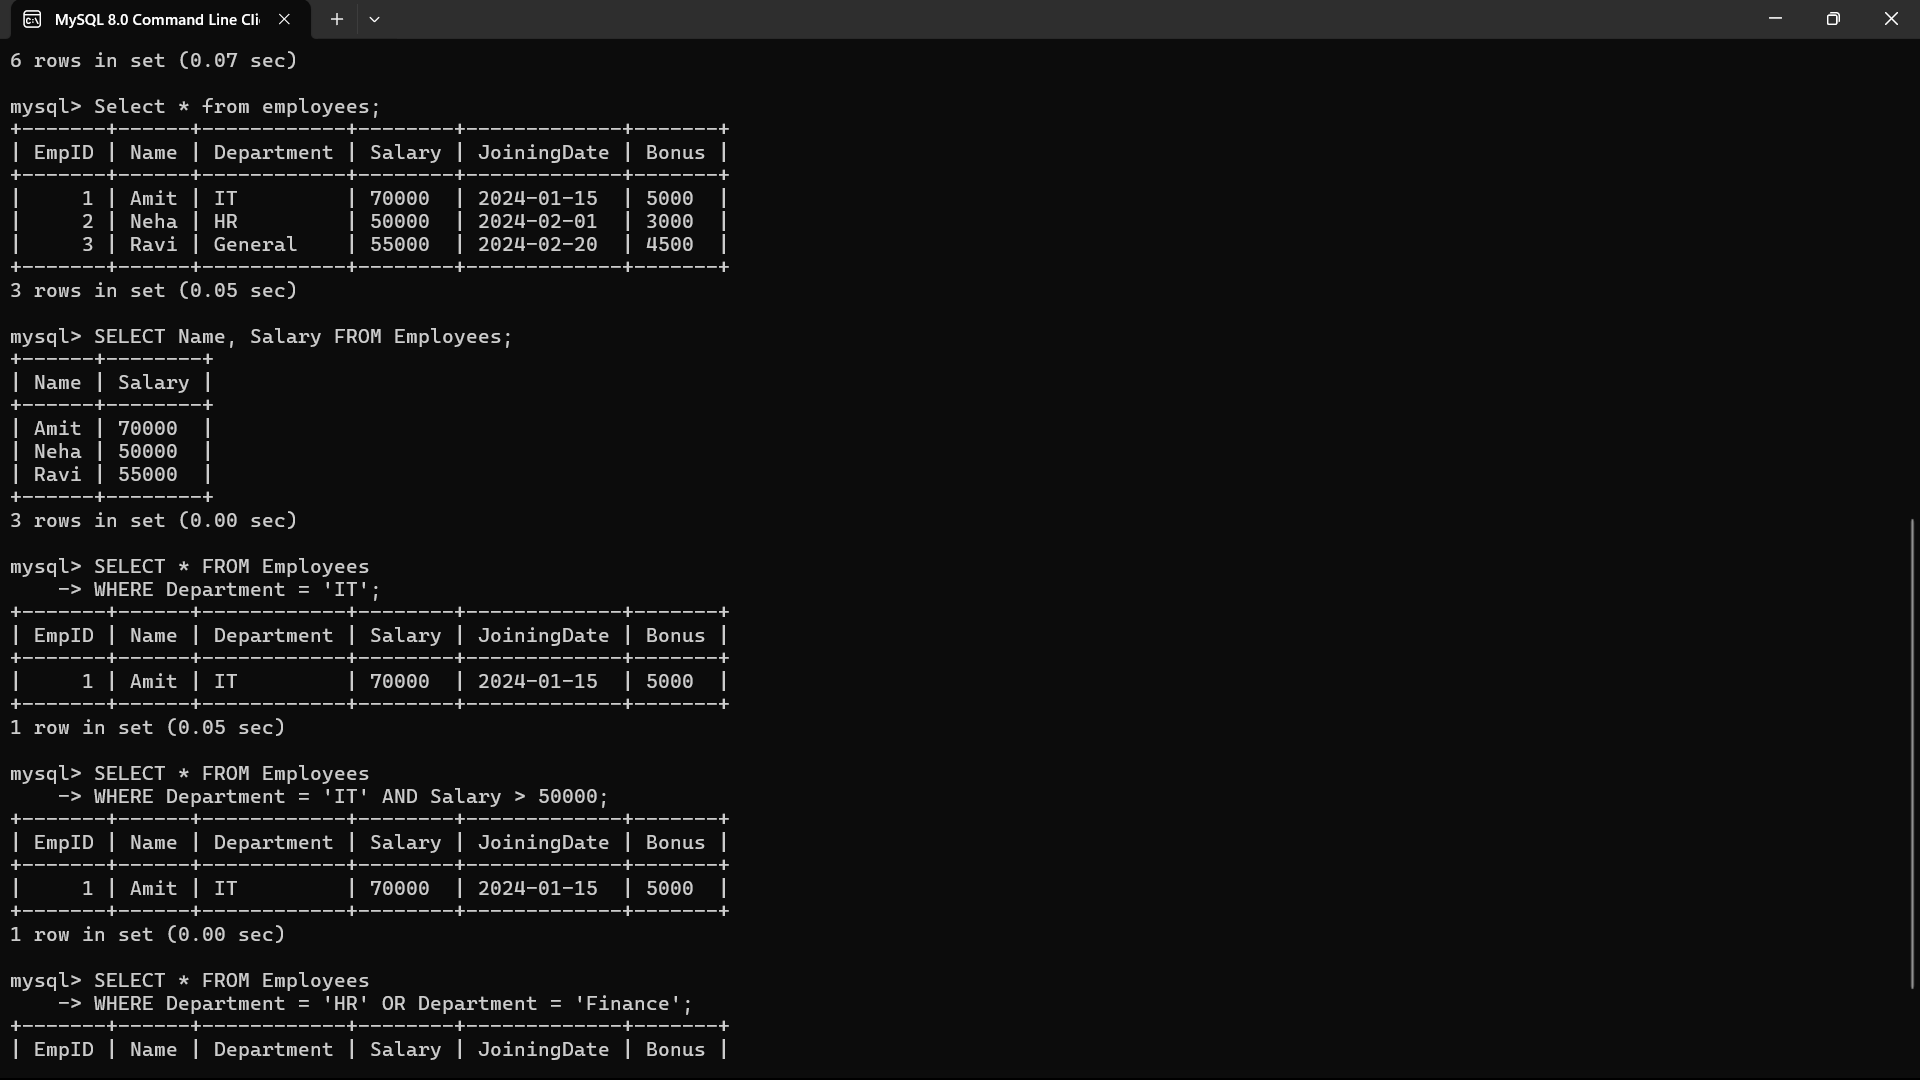 MySQL 8.0 Command Line Cli
6 rows in set (0.07 sec)
mysql> Select * from employees;
+-------+------+------------+--------+-------------+-------+
| EmpID | Name | Department | Salary | JoiningDate | Bonus |
+-------+------+------------+--------+-------------+-------+
|     1 | Amit | IT         | 70000  | 2024-01-15  | 5000  |
|     2 | Neha | HR         | 50000  | 2024-02-01  | 3000  |
|     3 | Ravi | General    | 55000  | 2024-02-20  | 4500  |
+-------+------+------------+--------+-------------+-------+
3 rows in set (0.05 sec)
mysql> SELECT Name, Salary FROM Employees;
+------+--------+
| Name | Salary |
+------+--------+
| Amit | 70000  |
| Neha | 50000  |
| Ravi | 55000  |
+------+--------+
3 rows in set (0.00 sec)
mysql> SELECT * FROM Employees
    -> WHERE Department = 'IT';
+-------+------+------------+--------+-------------+-------+
| EmpID | Name | Department | Salary | JoiningDate | Bonus |
+-------+------+------------+--------+-------------+-------+
|     1 | Amit | IT         | 70000  | 2024-01-15  | 5000  |
+-------+------+------------+--------+-------------+-------+
1 row in set (0.05 sec)
mysql> SELECT * FROM Employees
    -> WHERE Department = 'IT' AND Salary > 50000;
+-------+------+------------+--------+-------------+-------+
| EmpID | Name | Department | Salary | JoiningDate | Bonus |
+-------+------+------------+--------+-------------+-------+
|     1 | Amit | IT         | 70000  | 2024-01-15  | 5000  |
+-------+------+------------+--------+-------------+-------+
1 row in set (0.00 sec)
mysql> SELECT * FROM Employees
    -> WHERE Department = 'HR' OR Department = 'Finance';
+-------+------+------------+--------+-------------+-------+
| EmpID | Name | Department | Salary | JoiningDate | Bonus |